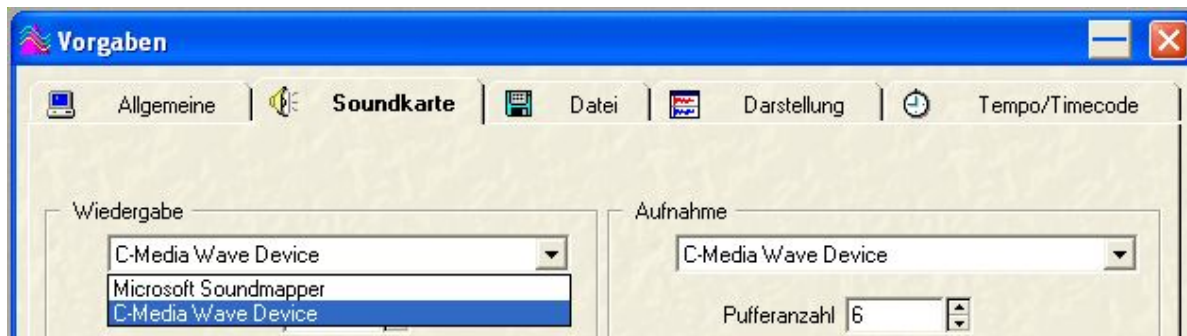 Vorgaben
Allgemeine Soundkarte Datei Darstellung Tempo/Timecode
Wiedergabe
C-Media Wave Device
Microsoft Soundmapper
C-Media Wave Device
Aufnahme
C-Media Wave Device
Pufferanzahl 6